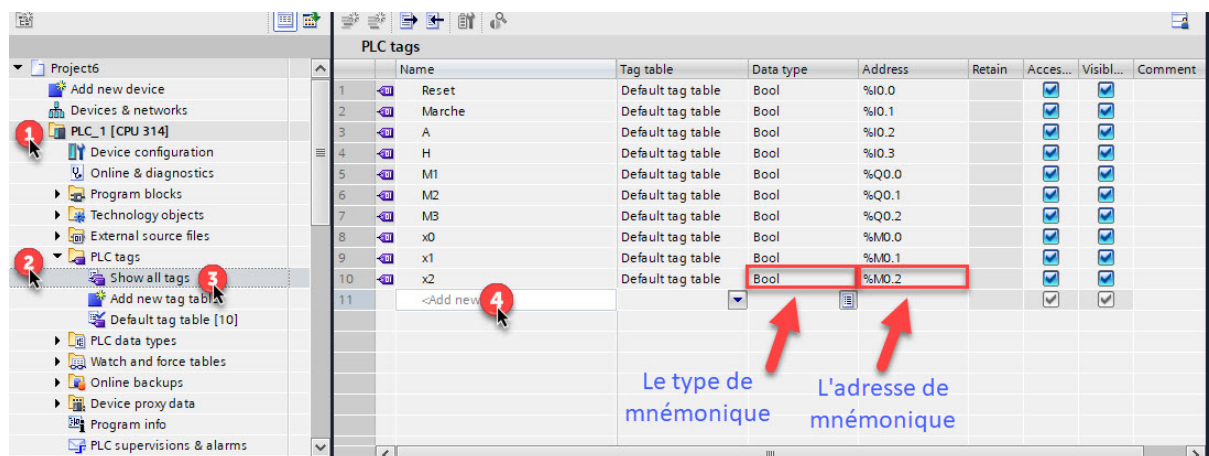 PLC tags
Name Tag table Data type Address Retain Acces... Visibl... Comment
Project6
Add new device
Devices & networks
PLC_1 [CPU 314]
Device configuration
Online & diagnostics
Program blocks
Technology objects
External source files
PLC tags
Show all tags
Add new tag table
Default tag table [10]
PLC data types
Watch and force tables
Online backups
Device proxy data
Program info
PLC supervisions & alarms
1
2
3
1 Reset Default tag table Bool %I0.0
2 Marche Default tag table Bool %I0.1
3 A Default tag table Bool %I0.2
4 H Default tag table Bool %I0.3
5 M1 Default tag table Bool %Q0.0
6 M2 Default tag table Bool %Q0.1
7 M3 Default tag table Bool %Q0.2
8 x0 Default tag table Bool %M0.0
9 x1 Default tag table Bool %M0.1
10 x2 Default tag table Bool %M0.2
11 <Add new
4
Le type de
mnémonique
L'adresse de
mnémonique